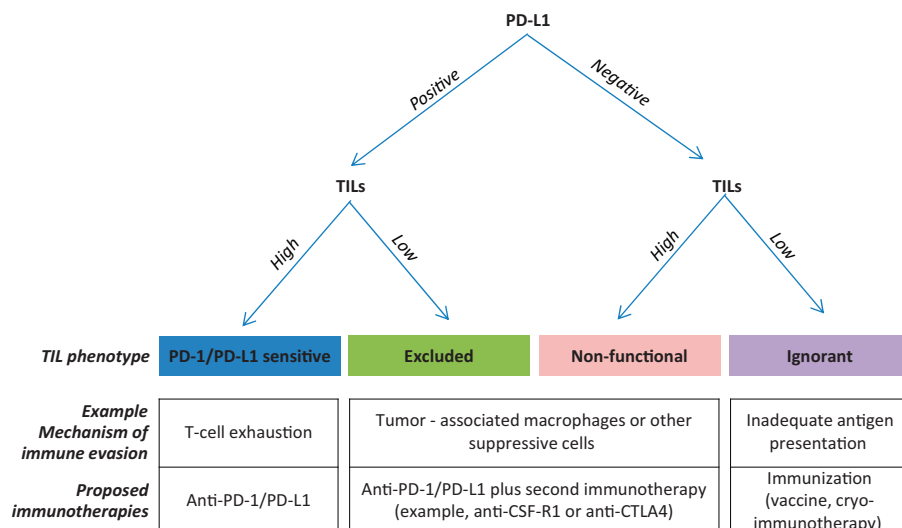 PD-L1
Positive
Negative
TILs
TILs
High
Low
High
Low
TIL phenotype
PD-1/PD-L1 sensitive
Excluded
Non-functional
Ignorant
Example
Mechanism of
immune evasion
T-cell exhaustion
Tumor - associated macrophages or other
suppressive cells
Inadequate antigen
presentation
Proposed
immunotherapies
Anti-PD-1/PD-L1
Anti-PD-1/PD-L1 plus second immunotherapy
(example, anti-CSF-R1 or anti-CTLA4)
Immunization
(vaccine, cryo-
immunotherapy)